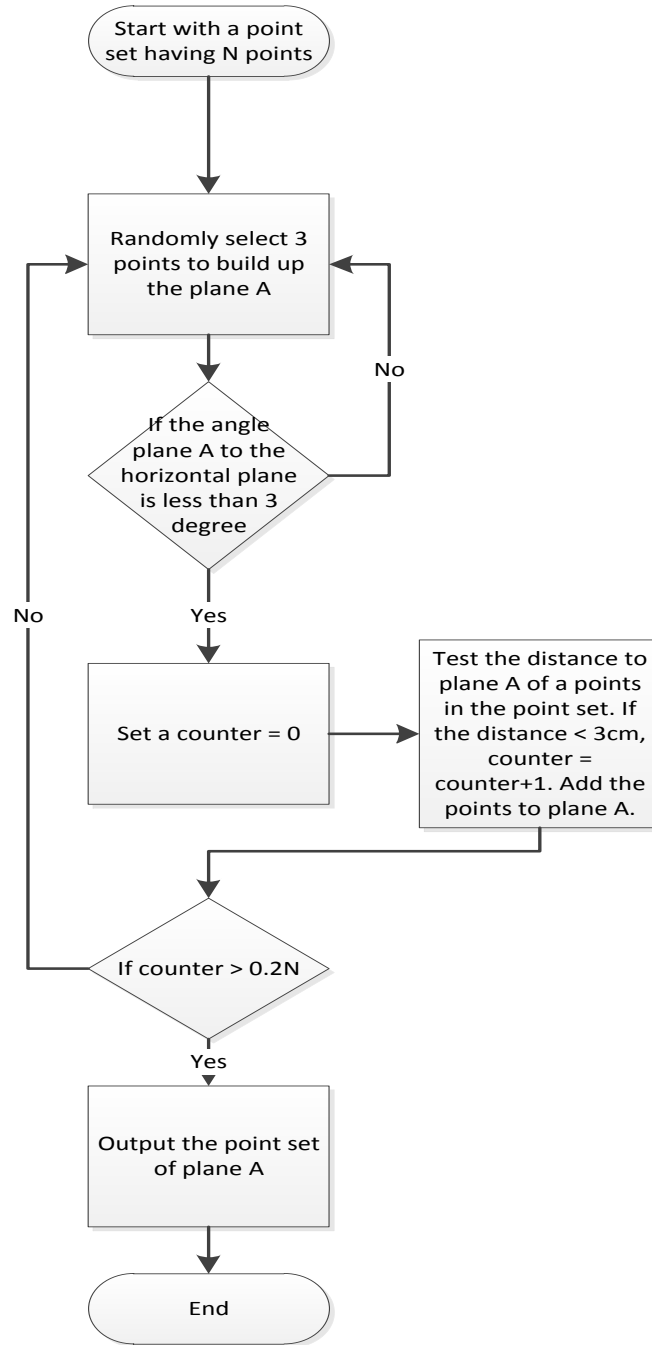 Start with a point
set having N points
Randomly select 3
points to build up
the plane A
No
If the angle
plane A to the
horizontal plane
is less than 3
degree
No
Yes
Set a counter = 0
Test the distance to
plane A of a points
in the point set. If
the distance < 3cm,
counter =
counter+1. Add the
points to plane A.
If counter > 0.2N
Yes
Output the point set
of plane A
End